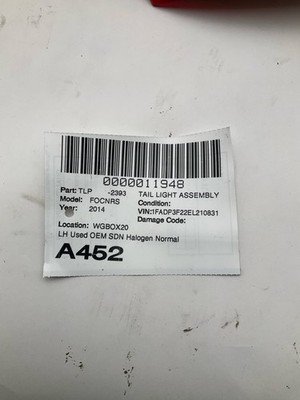 0000011948
Part: TLP -2393 TAIL LIGHT ASSEMBLY
Model: FOCNRS Condition:
Year: 2014 VIN:1FADP3F22EL210831
Damage Code:
Location: WGBOX20
LH Used OEM SDN Halogen Normal
A452